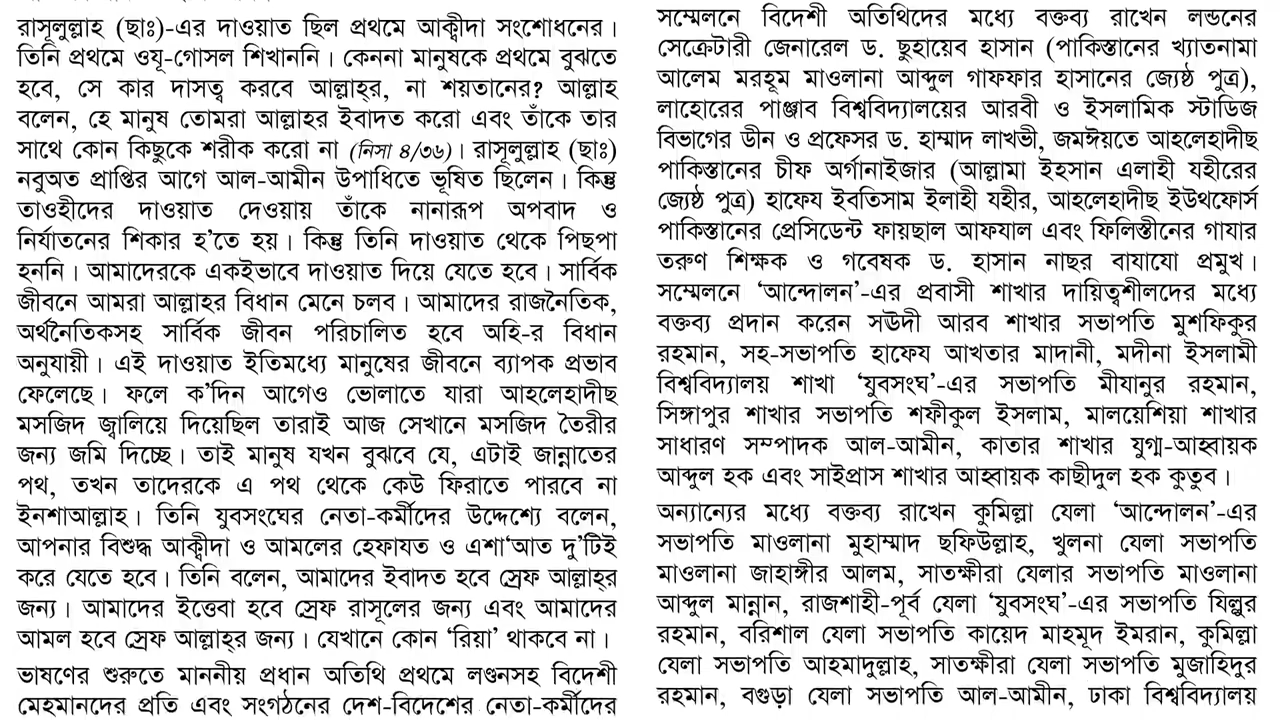 রাসূলুল্লাহ (ছাঃ)-এর দাওয়াত ছিল প্রথমে আক্বীদা সংশোধনের।
তিনি প্রথমে ওযূ-গোসল শিখাননি। কেননা মানুষকে প্রথমে বুঝতে
হবে, সে কার দাসত্ব করবে আল্লাহ্‌র, না শয়তানের? আল্লাহ
বলেন, হে মানুষ তোমরা আল্লাহর ইবাদত করো এবং তাঁকে তার
সাথে কোন কিছুকে শরীক করো না (নিসা ৪/৩৬)। রাসূলুল্লাহ (ছাঃ)
নবুঅত প্রাপ্তির আগে আল-আমীন উপাধিতে ভূষিত ছিলেন। কিন্তু
তাওহীদের দাওয়াত দেওয়ায় তাঁকে নানারূপ অপবাদ ও
নির্যাতনের শিকার হ’তে হয়। কিন্তু তিনি দাওয়াত থেকে পিছপা
হননি। আমাদেরকে একইভাবে দাওয়াত দিয়ে যেতে হবে। সার্বিক
জীবনে আমরা আল্লাহর বিধান মেনে চলব। আমাদের রাজনৈতিক,
অর্থনৈতিকসহ সার্বিক জীবন পরিচালিত হবে অহি-র বিধান
অনুযায়ী। এই দাওয়াত ইতিমধ্যে মানুষের জীবনে ব্যাপক প্রভাব
ফেলেছে। ফলে ক’দিন আগেও ভোলাতে যারা আহলেহাদীছ
মসজিদ জ্বালিয়ে দিয়েছিল তারাই আজ সেখানে মসজিদ তৈরীর
জন্য জমি দিচ্ছে। তাই মানুষ যখন বুঝবে যে, এটাই জান্নাতের
পথ, তখন তাদেরকে এ পথ থেকে কেউ ফিরাতে পারবে না
ইনশাআল্লাহ। তিনি যুবসংঘের নেতা-কর্মীদের উদ্দেশ্যে বলেন,
আপনার বিশুদ্ধ আক্বীদা ও আমলের হেফাযত ও এশা‘আত দু’টিই
করে যেতে হবে। তিনি বলেন, আমাদের ইবাদত হবে স্রেফ আল্লাহ্‌র
জন্য। আমাদের ইত্তেবা হবে স্রেফ রাসূলের জন্য এবং আমাদের
আমল হবে স্রেফ আল্লাহ্‌র জন্য। যেখানে কোন ‘রিয়া’ থাকবে না।
ভাষণের শুরুতে মাননীয় প্রধান অতিথি প্রথমে লণ্ডনসহ বিদেশী
মেহমানদের প্রতি এবং সংগঠনের দেশ-বিদেশের নেতা-কর্মীদের
সম্মেলনে বিদেশী অতিথিদের মধ্যে বক্তব্য রাখেন লন্ডনের
সেক্রেটারী জেনারেল ড. ছুহায়েব হাসান (পাকিস্তানের খ্যাতনামা
আলেম মরহূম মাওলানা আব্দুল গাফফার হাসানের জ্যেষ্ঠ পুত্র),
লাহোরের পাঞ্জাব বিশ্ববিদ্যালয়ের আরবী ও ইসলামিক স্টাডিজ
বিভাগের ডীন ও প্রফেসর ড. হাম্মাদ লাখভী, জমঈয়তে আহলেহাদীছ
পাকিস্তানের চীফ অর্গানাইজার (আল্লামা ইহসান এলাহী যহীরের
জ্যেষ্ঠ পুত্র) হাফেয ইবতিসাম ইলাহী যহীর, আহলেহাদীছ ইউথফোর্স
পাকিস্তানের প্রেসিডেন্ট ফায়ছাল আফযাল এবং ফিলিস্তীনের গাযার
তরুণ শিক্ষক ও গবেষক ড. হাসান নাছর বাযাযো প্রমুখ।
সম্মেলনে ‘আন্দোলন’-এর প্রবাসী শাখার দায়িত্বশীলদের মধ্যে
বক্তব্য প্রদান করেন সঊদী আরব শাখার সভাপতি মুশফিকুর
রহমান, সহ-সভাপতি হাফেয আখতার মাদানী, মদীনা ইসলামী
বিশ্ববিদ্যালয় শাখা ‘যুবসংঘ’-এর সভাপতি মীযানুর রহমান,
সিঙ্গাপুর শাখার সভাপতি শফীকুল ইসলাম, মালয়েশিয়া শাখার
সাধারণ সম্পাদক আল-আমীন, কাতার শাখার যুগ্ম-আহ্বায়ক
আব্দুল হক এবং সাইপ্রাস শাখার আহ্বায়ক কাছীদুল হক কুতুব।
অন্যান্যের মধ্যে বক্তব্য রাখেন কুমিল্লা যেলা ‘আন্দোলন’-এর
সভাপতি মাওলানা মুহাম্মাদ ছফিউল্লাহ, খুলনা যেলা সভাপতি
মাওলানা জাহাঙ্গীর আলম, সাতক্ষীরা যেলার সভাপতি মাওলানা
আব্দুল মান্নান, রাজশাহী-পূর্ব যেলা ‘যুবসংঘ’-এর সভাপতি যিল্লুর
রহমান, বরিশাল যেলা সভাপতি কায়েদ মাহমূদ ইমরান, কুমিল্লা
যেলা সভাপতি আহমাদুল্লাহ, সাতক্ষীরা যেলা সভাপতি মুজাহিদুর
রহমান, বগুড়া যেলা সভাপতি আল-আমীন, ঢাকা বিশ্ববিদ্যালয়